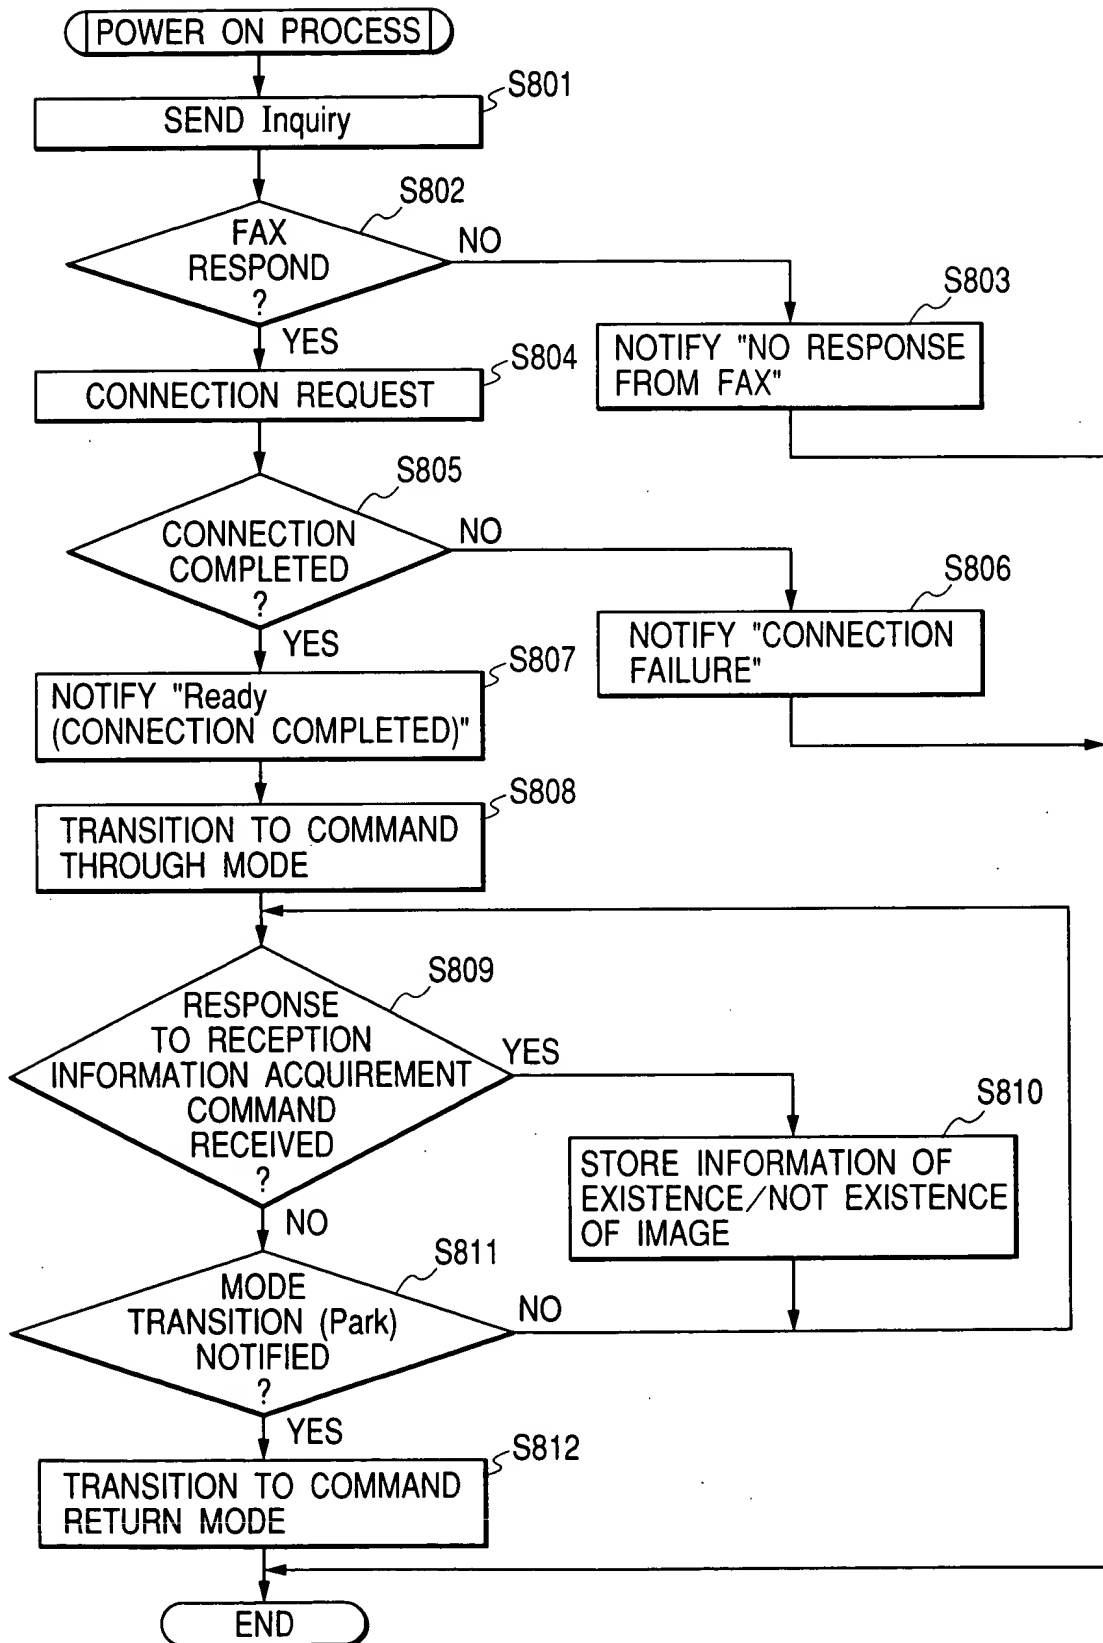 POWER ON PROCESS
S801
SEND Inquiry
S802
FAX
RESPOND
?
NO
YES
S803
NOTIFY "NO RESPONSE
FROM FAX"
S804
CONNECTION REQUEST
S805
CONNECTION
COMPLETED
?
NO
YES
S806
NOTIFY "CONNECTION
FAILURE"
S807
NOTIFY "Ready
(CONNECTION COMPLETED)"
S808
TRANSITION TO COMMAND
THROUGH MODE
S809
RESPONSE
TO RECEPTION
INFORMATION ACQUIREMENT
COMMAND
RECEIVED
?
YES
NO
S810
STORE INFORMATION OF
EXISTENCE/NOT EXISTENCE
OF IMAGE
S811
MODE
TRANSITION (Park)
NOTIFIED
?
NO
YES
S812
TRANSITION TO COMMAND
RETURN MODE
END